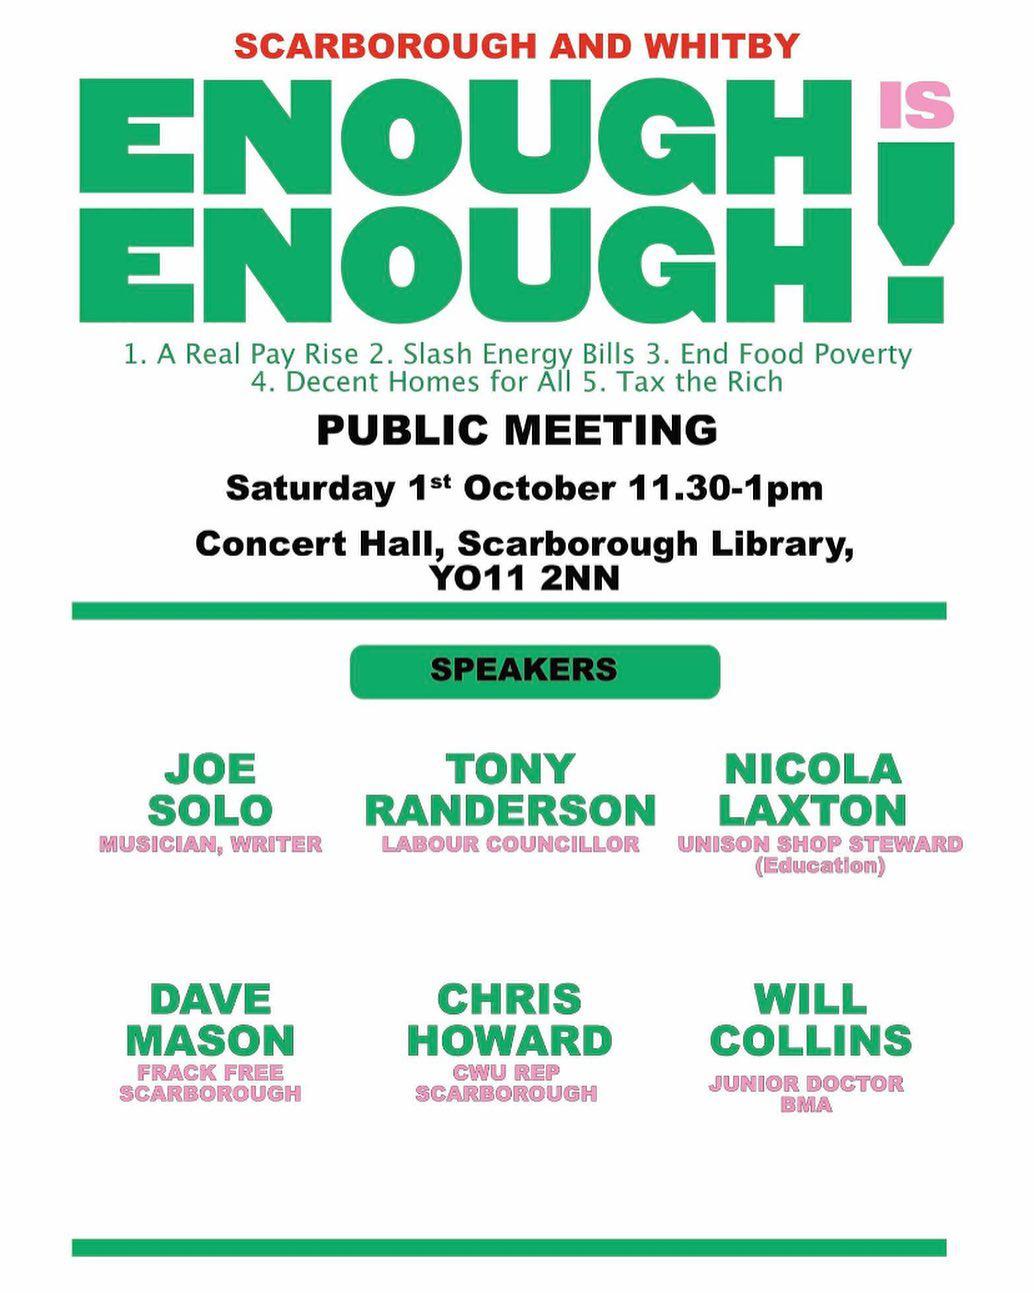 SCARBOROUGH AND WHITBY
ENOUGH IS
ENOUGH!
1. A Real Pay Rise 2. Slash Energy Bills 3. End Food Poverty
4. Decent Homes for All 5. Tax the Rich
PUBLIC MEETING
Saturday 1st October 11.30-1pm
Concert Hall, Scarborough Library,
YO11 2NN
SPEAKERS
JOE
SOLO
MUSICIAN, WRITER
TONY
RANDERSON
LABOUR COUNCILLOR
NICOLA
LAXTON
UNISON SHOP STEWARD
(Education)
DAVE
MASON
FRACK FREE
SCARBOROUGH
CHRIS
HOWARD
CWU REP
SCARBOROUGH
WILL
COLLINS
JUNIOR DOCTOR
BMA